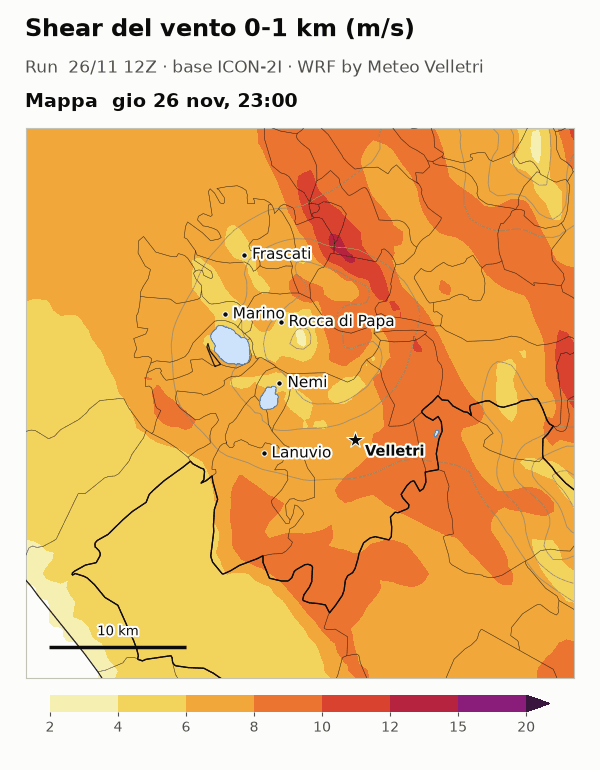 Shear del vento 0-1 km (m/s)
Run  26/11 12Z · base ICON-2I · WRF by Meteo Velletri
Mappa  gio 26 nov, 23:00
Frascati
Marino
Rocca di Papa
Nemi
Velletri
Lanuvio
10 km
2 4 6 8 10 12 15 20